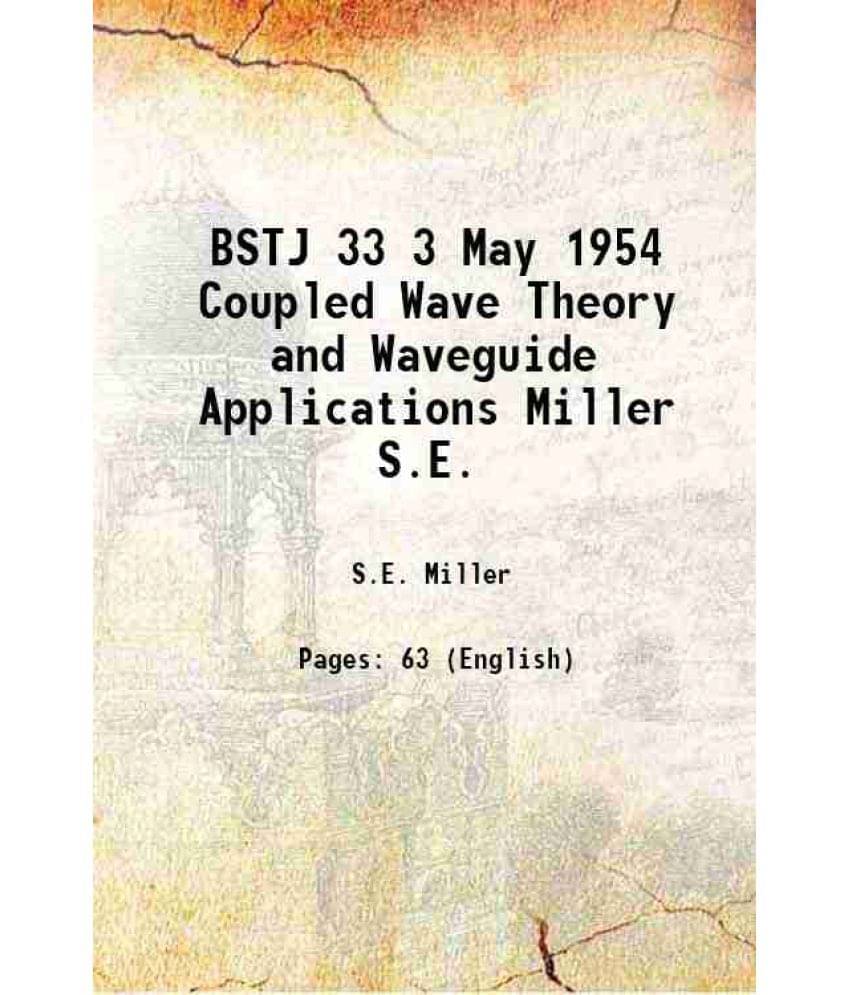 BSTJ 33 3 May 1954
Coupled Wave Theory
and Waveguide
Applications Miller
S.E.
S.E. Miller
Pages: 63 (English)